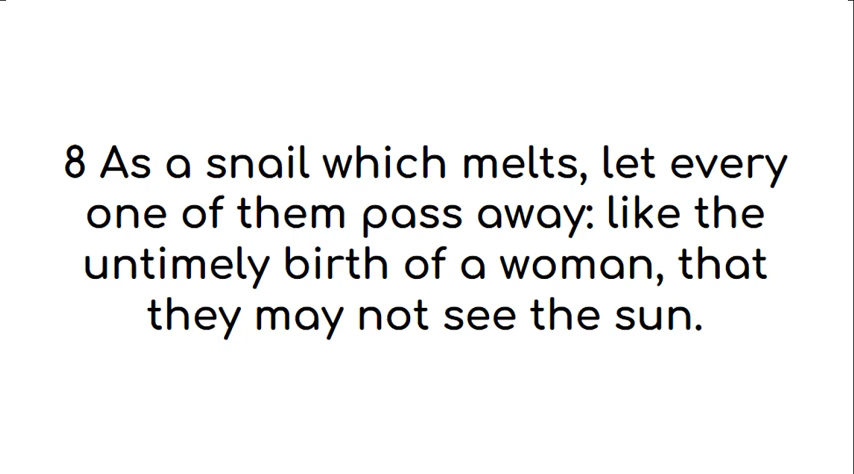 8 As a snail which melts, let every
one of them pass away: like the
untimely birth of a woman, that
they may not see the sun.